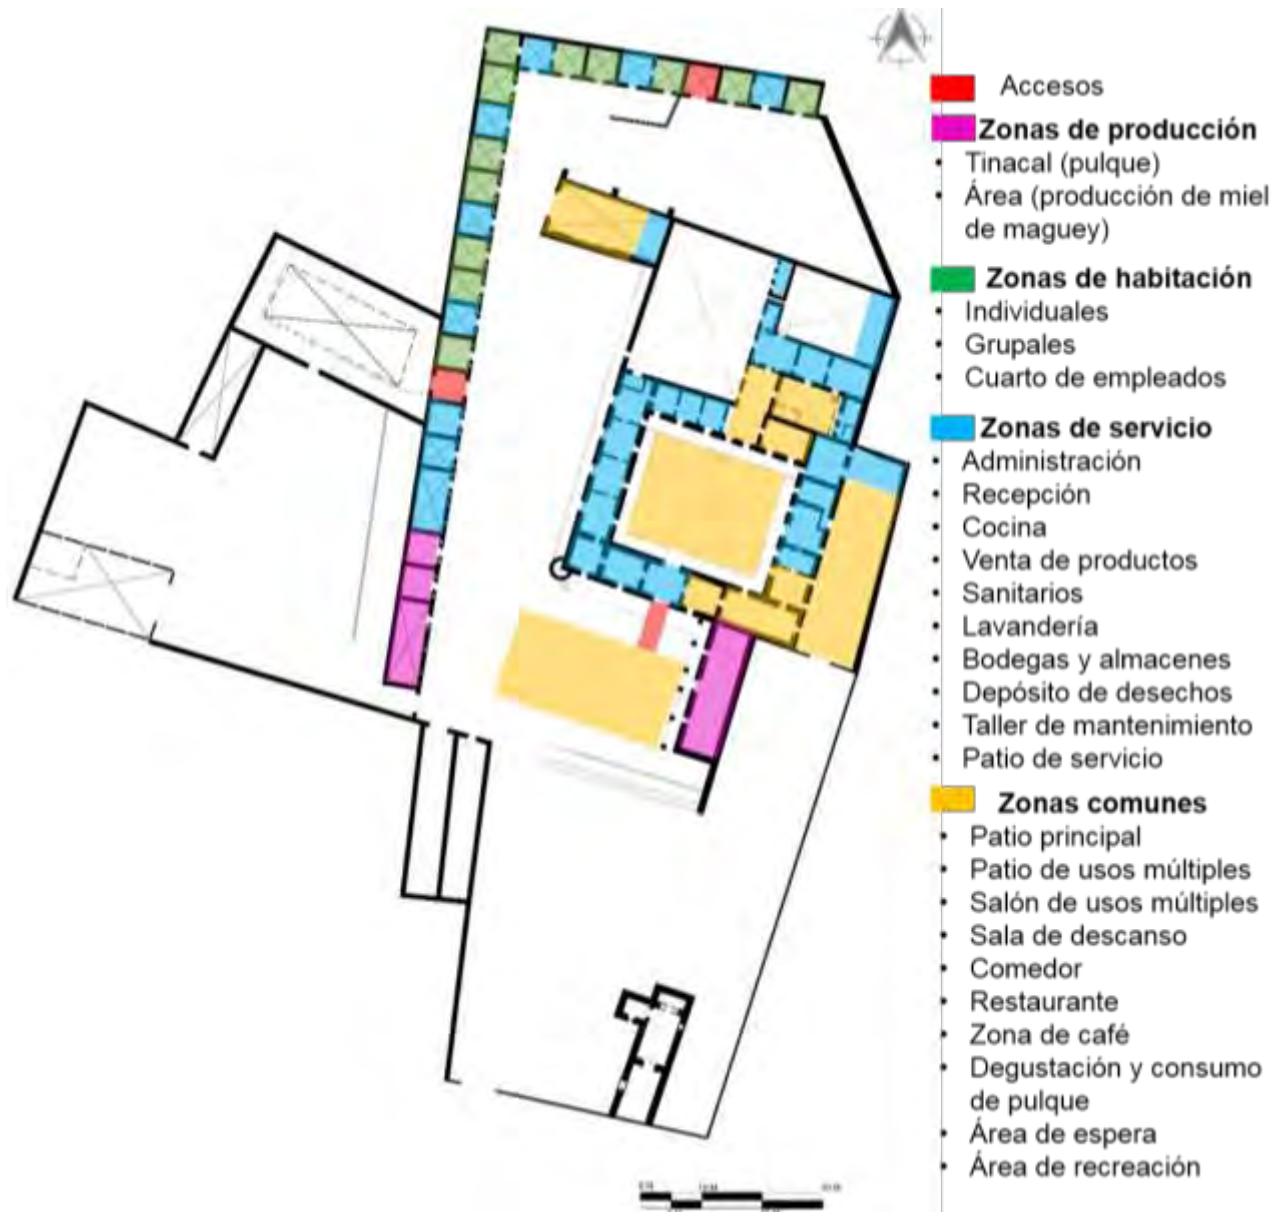 Accesos
Zonas de producción
• Tinacal (pulque)
• Área (producción de miel
de maguey)
Zonas de habitación
• Individuales
• Grupales
• Cuarto de empleados
Zonas de servicio
• Administración
• Recepción
• Cocina
• Venta de productos
• Sanitarios
• Lavandería
• Bodegas y almacenes
• Depósito de desechos
• Taller de mantenimiento
• Patio de servicio
Zonas comunes
• Patio principal
• Patio de usos múltiples
• Salón de usos múltiples
• Sala de descanso
• Comedor
• Restaurante
• Zona de café
• Degustación y consumo
de pulque
• Área de espera
• Área de recreación